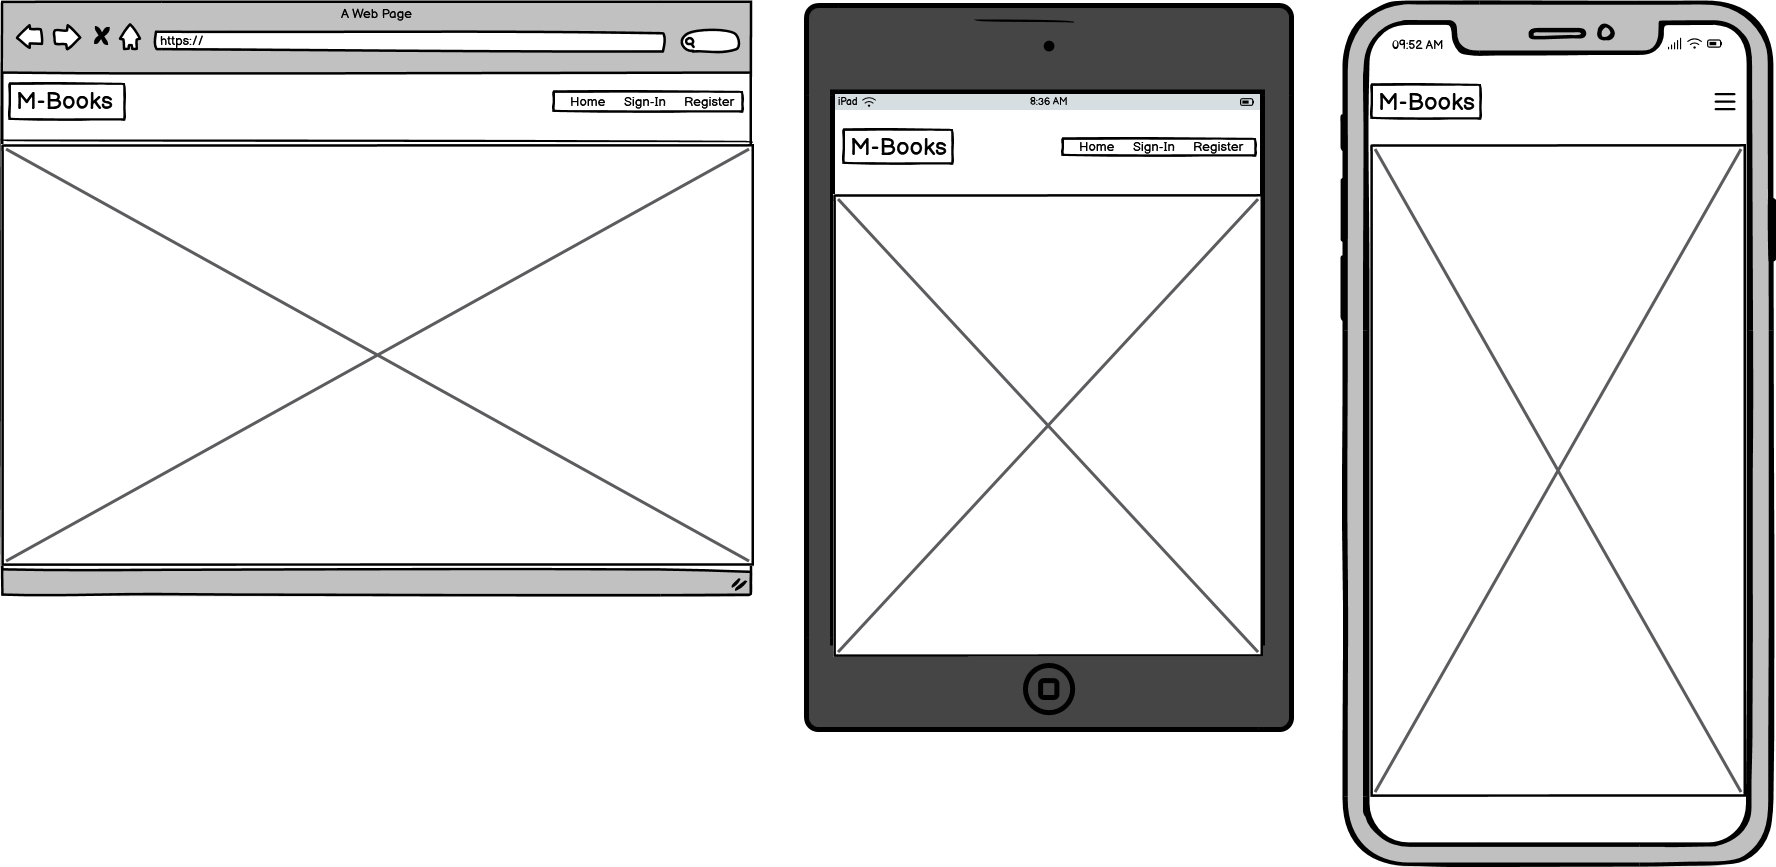 A Web Page
https://
M-Books
Home Sign-In Register
iPad 8:36 AM
M-Books
Home Sign-In Register
09:52 AM
M-Books